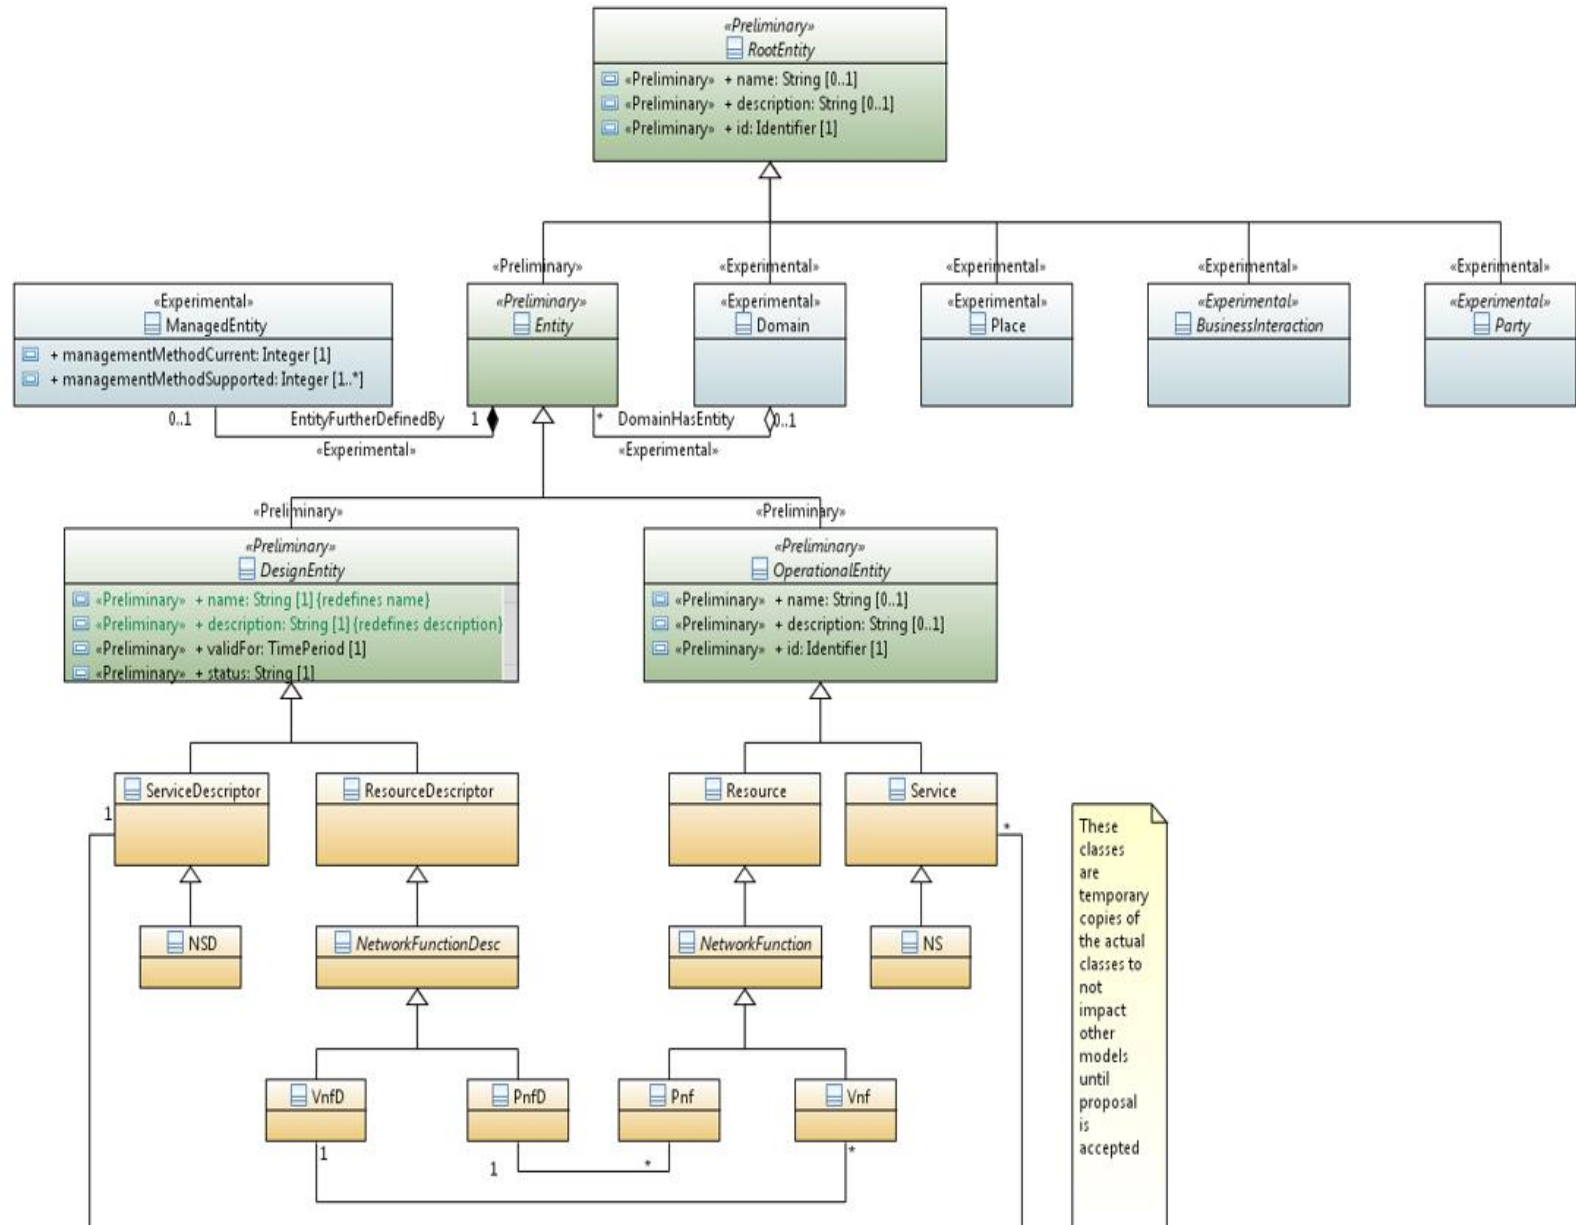 «Preliminary»
RootEntity
«Preliminary» + name: String [0..1]
«Preliminary» + description: String [0..1]
«Preliminary» + id: Identifier [1]
«Preliminary»
«Experimental»
«Experimental»
«Experimental»
«Experimental»
«Experimental»
ManagedEntity
+ managementMethodCurrent: Integer [1]
+ managementMethodSupported: Integer [1..*]
«Preliminary»
Entity
«Experimental»
Domain
«Experimental»
Place
«Experimental»
BusinessInteraction
«Experimental»
Party
0..1
EntityFurtherDefinedBy
1
«Experimental»
*
DomainHasEntity
0..1
«Experimental»
«Preliminary»
«Preliminary»
«Preliminary»
DesignEntity
«Preliminary» + name: String [1] {redefines name}
«Preliminary» + description: String [1] {redefines description}
«Preliminary» + validFor: TimePeriod [1]
«Preliminary» + status: String [1]
«Preliminary»
OperationalEntity
«Preliminary» + name: String [0..1]
«Preliminary» + description: String [0..1]
«Preliminary» + id: Identifier [1]
ServiceDescriptor
ResourceDescriptor
Resource
Service
1
*
NSD
NetworkFunctionDesc
NetworkFunction
NS
VnfD
PnfD
Pnf
Vnf
1
1
*
*
These
classes
are
temporary
copies of
the actual
classes to
not
impact
other
models
until
proposal
is
accepted